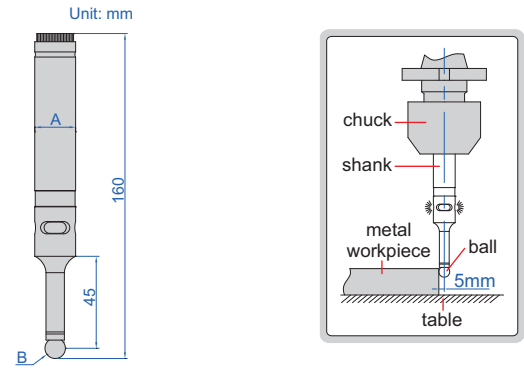 Unit: mm
A
160
45
B
chuck
shank
metal
workpiece
ball
5mm
table